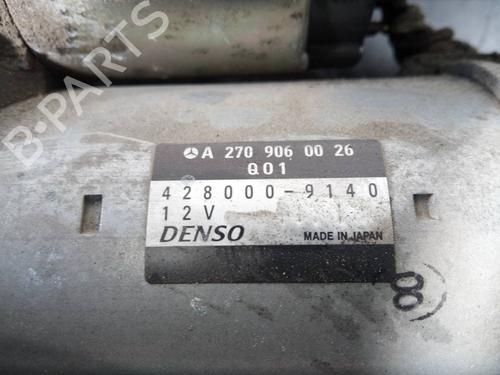 B-PARTS
A 270 906 00 26
Q01
428000-9140
12V
DENSO MADE IN JAPAN
8